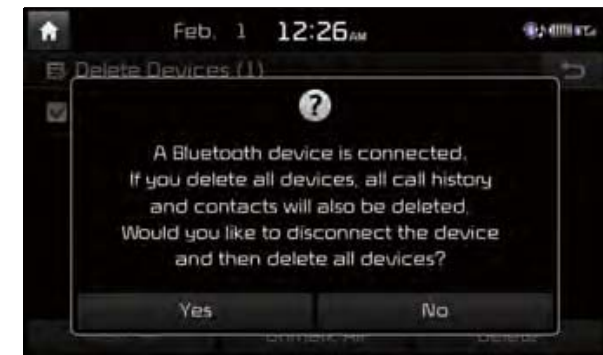 Feb. 1 12:26 AM
Delete Devices (1)
A Bluetooth device is connected.
If you delete all devices, all call history
and contacts will also be deleted.
Would you like to disconnect the device
and then delete all devices?
Yes No